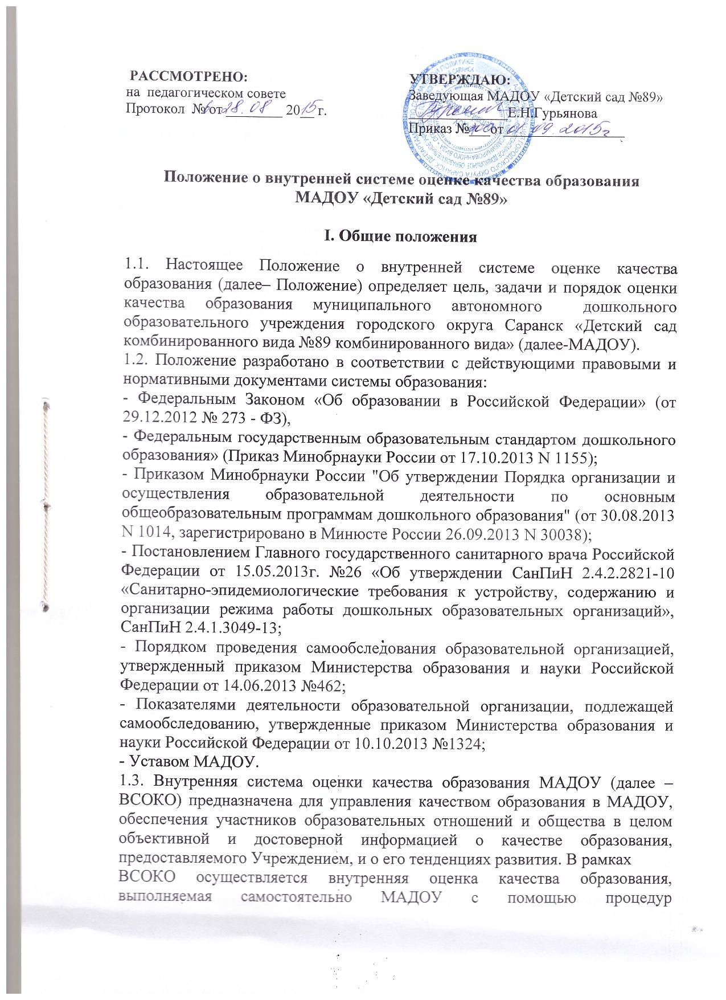 РАССМОТРЕНО:
на педагогическом совете
Протокол № 6 от 28.08 2015 г.
УТВЕРЖДАЮ:
Заведующая МАДОУ «Детский сад №89»
Е.Н.Гурьянова
Приказ № от 01.09.2015г
Положение о внутренней системе оценке качества образования
МАДОУ «Детский сад №89»
I. Общие положения
1.1. Настоящее Положение о внутренней системе оценке качества
образования (далее– Положение) определяет цель, задачи и порядок оценки
качества образования муниципального автономного дошкольного
образовательного учреждения городского округа Саранск «Детский сад
комбинированного вида №89 комбинированного вида» (далее-МАДОУ).
1.2. Положение разработано в соответствии с действующими правовыми и
нормативными документами системы образования:
- Федеральным Законом «Об образовании в Российской Федерации» (от
29.12.2012 № 273 - ФЗ),
- Федеральным государственным образовательным стандартом дошкольного
образования» (Приказ Минобрнауки России от 17.10.2013 N 1155);
- Приказом Минобрнауки России "Об утверждении Порядка организации и
осуществления образовательной деятельности по основным
общеобразовательным программам дошкольного образования" (от 30.08.2013
N 1014, зарегистрировано в Минюсте России 26.09.2013 N 30038);
- Постановлением Главного государственного санитарного врача Российской
Федерации от 15.05.2013г. №26 «Об утверждении СанПиН 2.4.2.2821-10
«Санитарно-эпидемиологические требования к устройству, содержанию и
организации режима работы дошкольных образовательных организаций»,
СанПиН 2.4.1.3049-13;
- Порядком проведения самообследования образовательной организацией,
утвержденный приказом Министерства образования и науки Российской
Федерации от 14.06.2013 №462;
- Показателями деятельности образовательной организации, подлежащей
самообследованию, утвержденные приказом Министерства образования и
науки Российской Федерации от 10.10.2013 №1324;
- Уставом МАДОУ.
1.3. Внутренняя система оценки качества образования МАДОУ (далее –
ВСОКО) предназначена для управления качеством образования в МАДОУ,
обеспечения участников образовательных отношений и общества в целом
объективной и достоверной информацией о качестве образования,
предоставляемого Учреждением, и о его тенденциях развития. В рамках
ВСОКО осуществляется внутренняя оценка качества образования,
выполняемая самостоятельно МАДОУ с помощью процедур